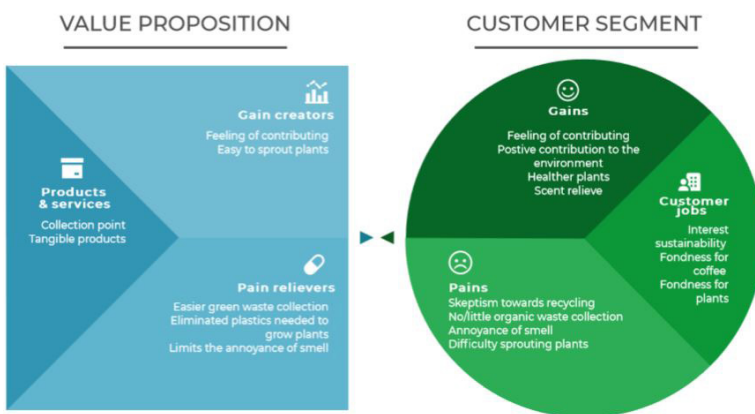 VALUE PROPOSITION
CUSTOMER SEGMENT
Gain creators
Feeling of contributing
Easy to sprout plants
Products
& services
Collection point
Tangible products
Pain relievers
Easier green waste collection
Eliminated plastics needed to
grow plants
Limits the annoyance of smell
Gains
Feeling of contributing
Postive contribution to the
environment
Healther plants
Scent relieve
Customer
jobs
Interest
sustainability
Fondness for
coffee
Fondness for
plants
Pains
Skeptism towards recycling
No/little organic waste collection
Annoyance of smell
Difficulty sprouting plants